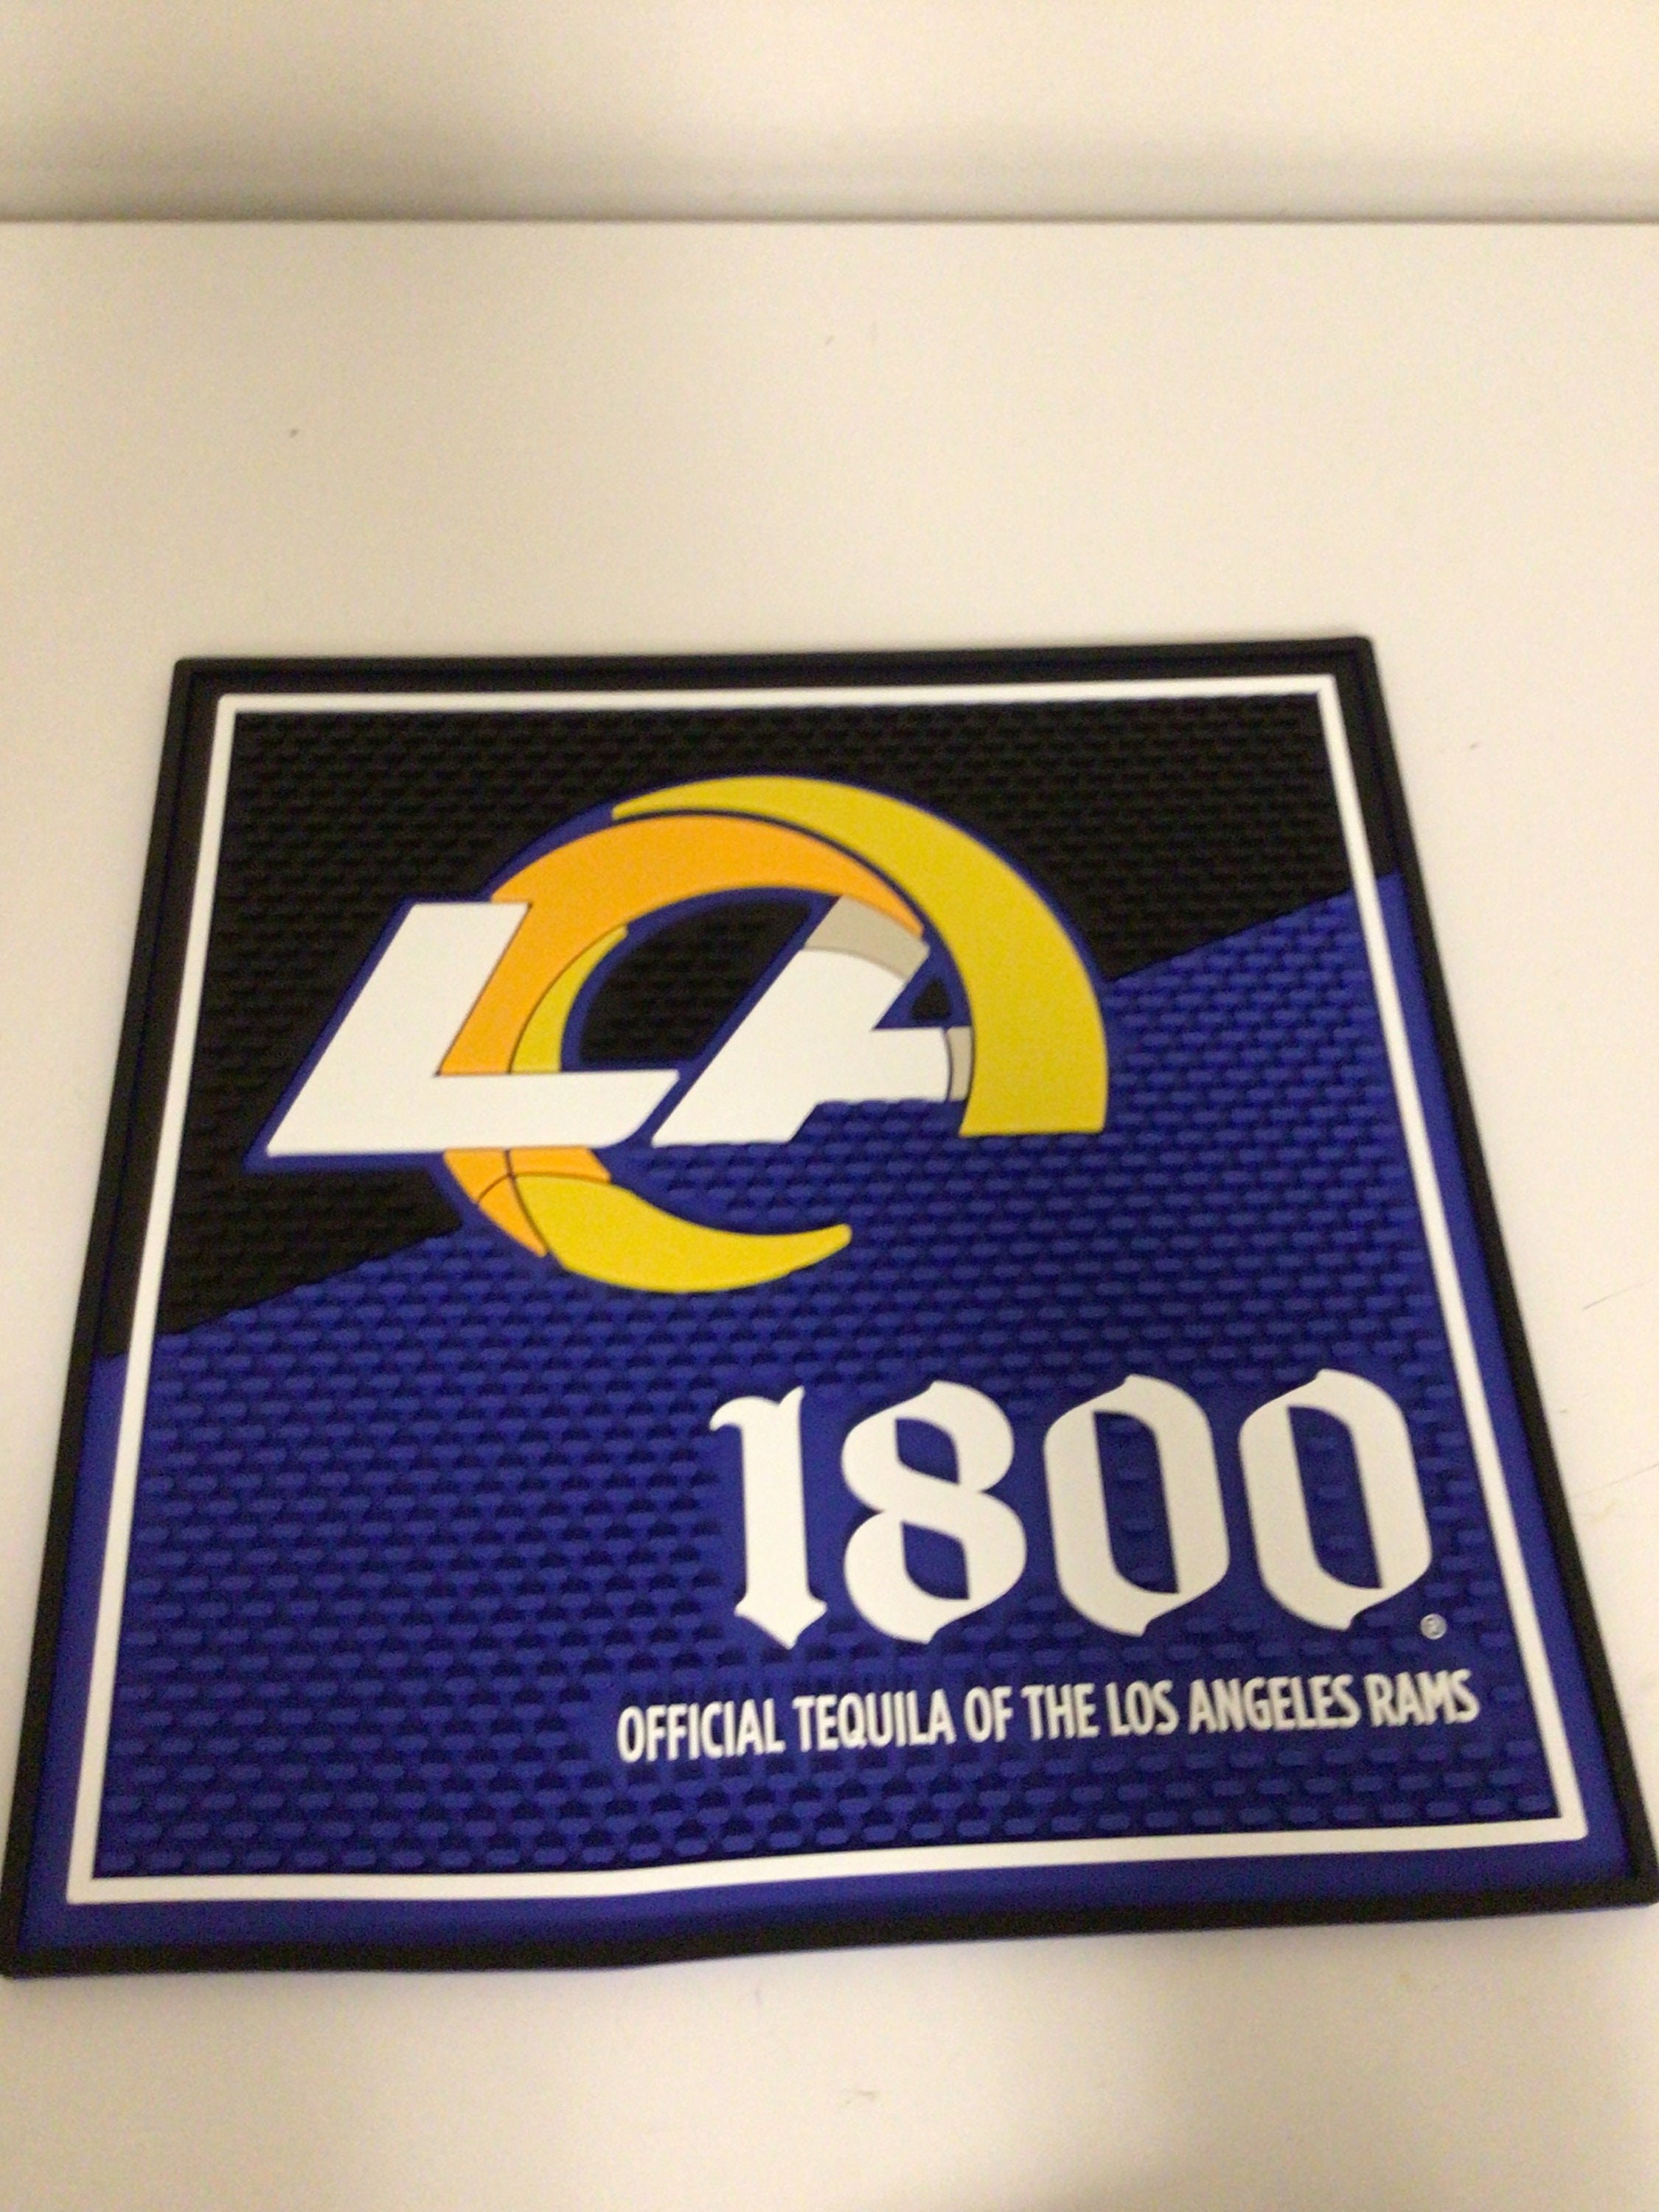 LA
1800®
OFFICIAL TEQUILA OF THE LOS ANGELES RAMS